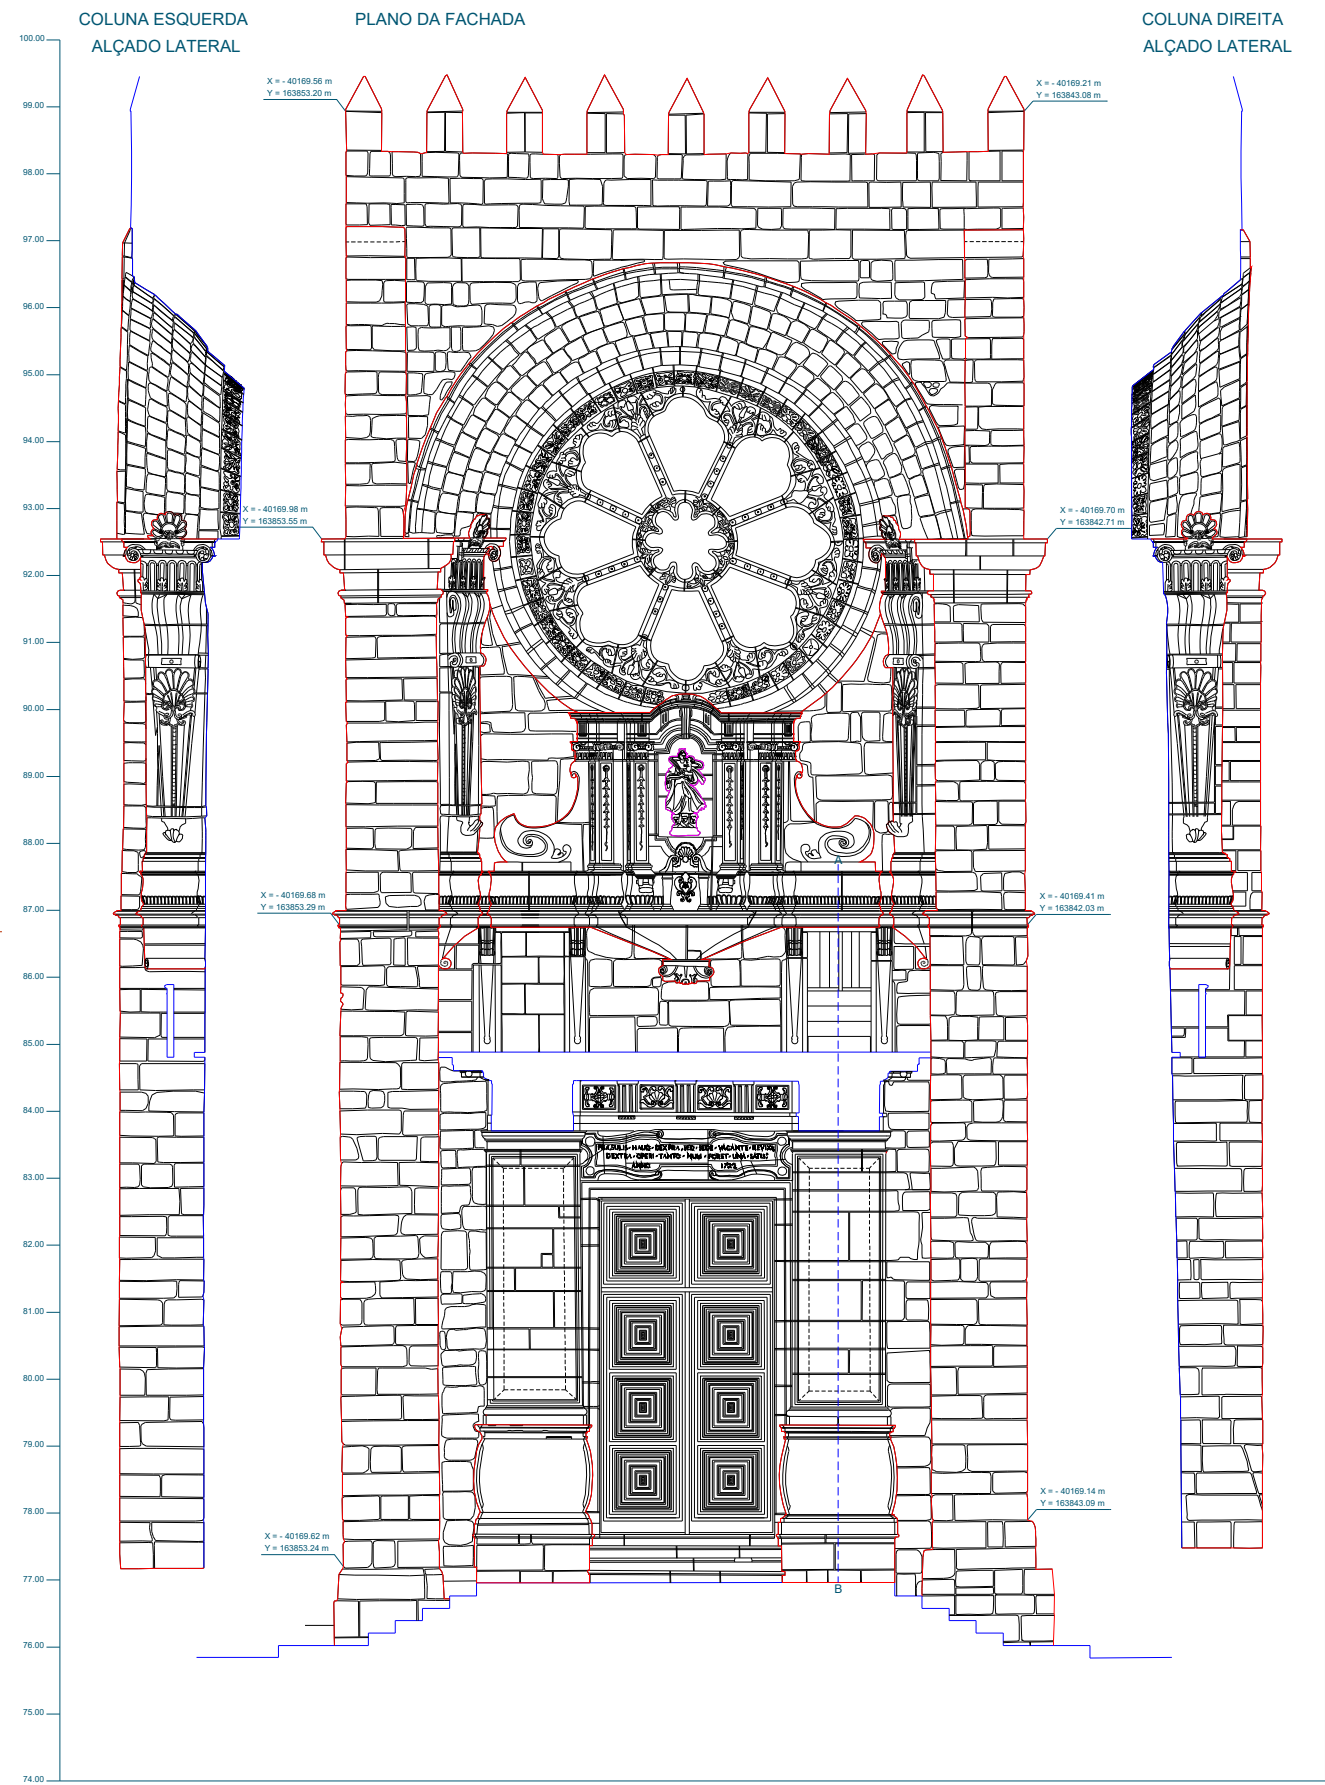 COLUNA ESQUERDA
ALÇADO LATERAL
PLANO DA FACHADA
COLUNA DIREITA
ALÇADO LATERAL
100.00
99.00
98.00
97.00
96.00
95.00
94.00
93.00
92.00
91.00
90.00
89.00
88.00
87.00
86.00
85.00
84.00
83.00
82.00
81.00
80.00
79.00
78.00
77.00
76.00
75.00
74.00
X = - 40169.56 m
Y = 163853.20 m
X = - 40169.21 m
Y = 163843.08 m
X = - 40169.98 m
Y = 163853.55 m
X = - 40169.70 m
Y = 163842.71 m
A
X = - 40169.68 m
Y = 163853.29 m
X = - 40169.41 m
Y = 163842.03 m
VACANTE
DEXTRA TANTO
ANNO
X = - 40169.14 m
Y = 163843.09 m
X = - 40169.62 m
Y = 163853.24 m
B